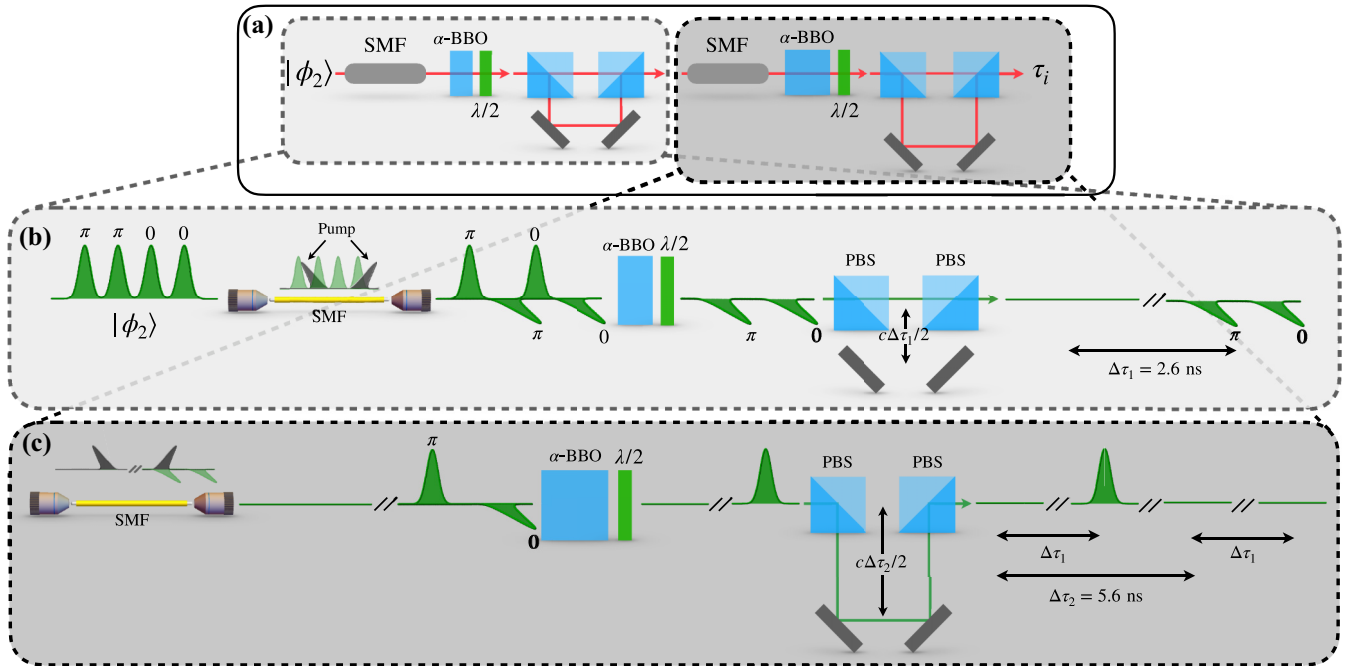 (a)
SMF
α-BBO
SMF
α-BBO
|ϕ₂⟩
τᵢ
λ/2
λ/2
(b)
π π 0 0
Pump
π
0
α-BBO λ/2
PBS
PBS
SMF
|ϕ₂⟩
π
0
π
0
cΔτ₁/2
π
0
Δτ₁ = 2.6 ns
(c)
π
α-BBO
λ/2
PBS
PBS
SMF
0
cΔτ₂/2
Δτ₁
Δτ₁
Δτ₂ = 5.6 ns